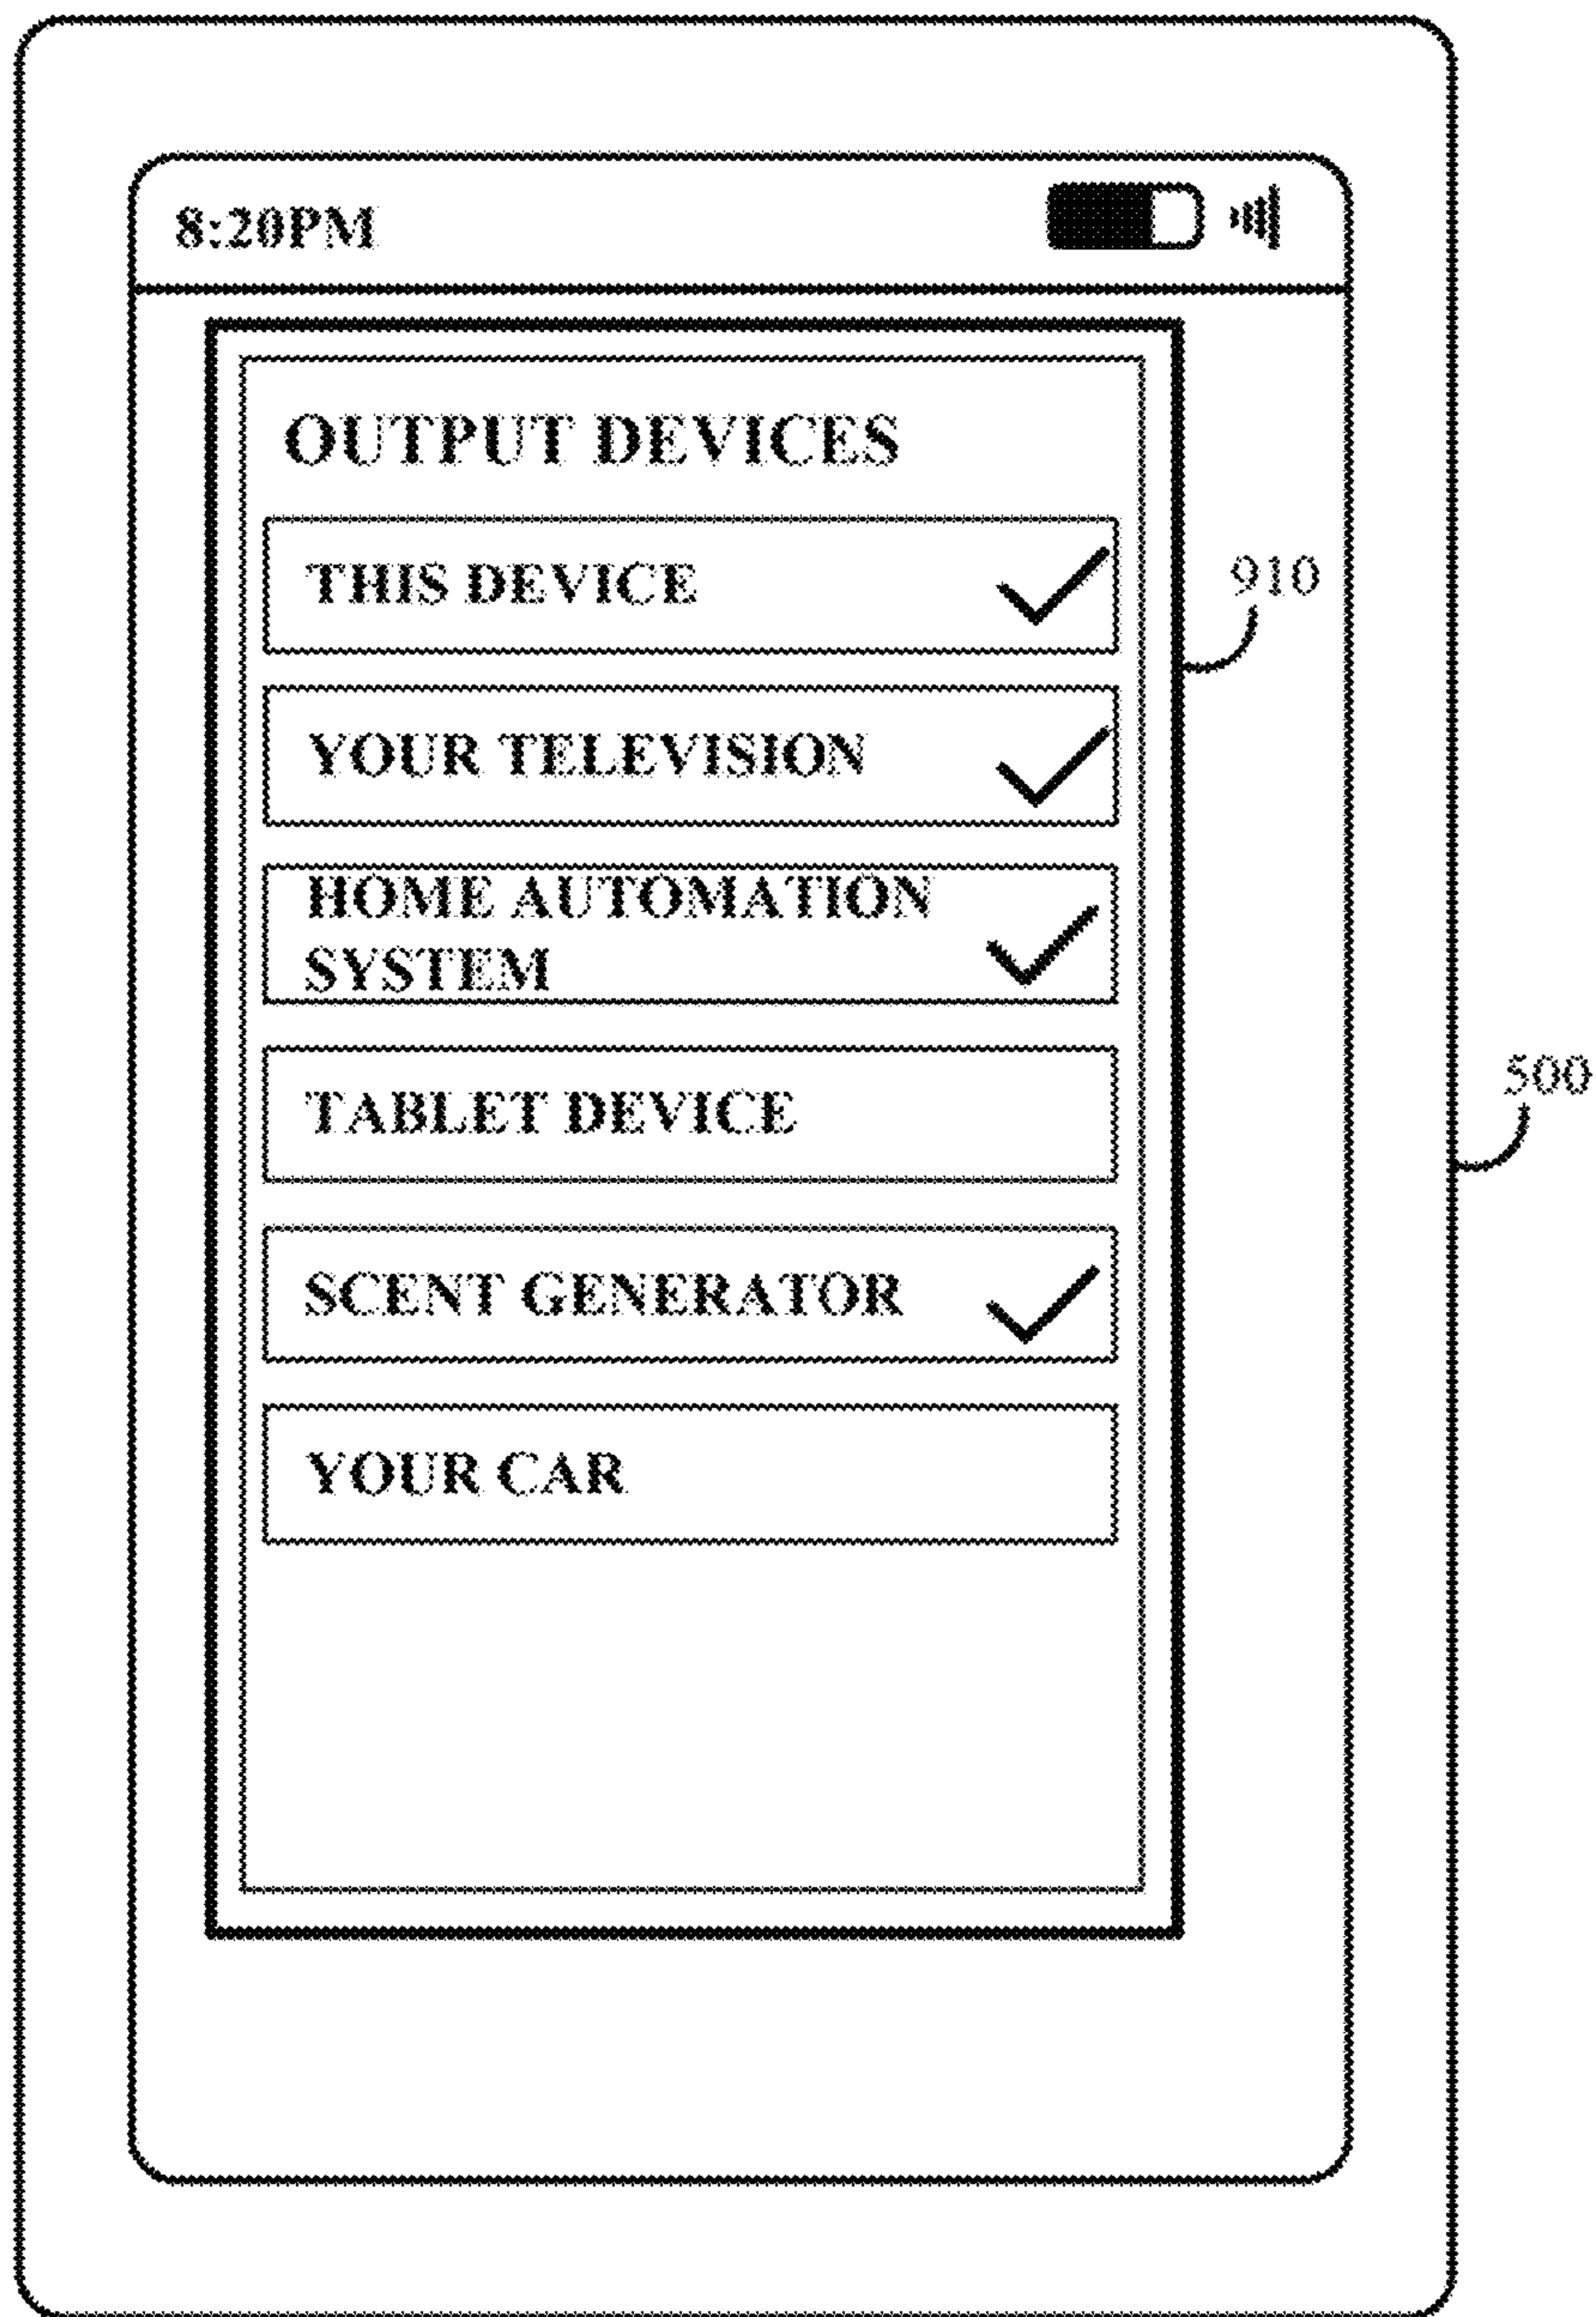 8:20PM
OUTPUT DEVICES
THIS DEVICE
910
YOUR TELEVISION
HOME AUTOMATION
SYSTEM
500
TABLET DEVICE
SCENT GENERATOR
YOUR CAR